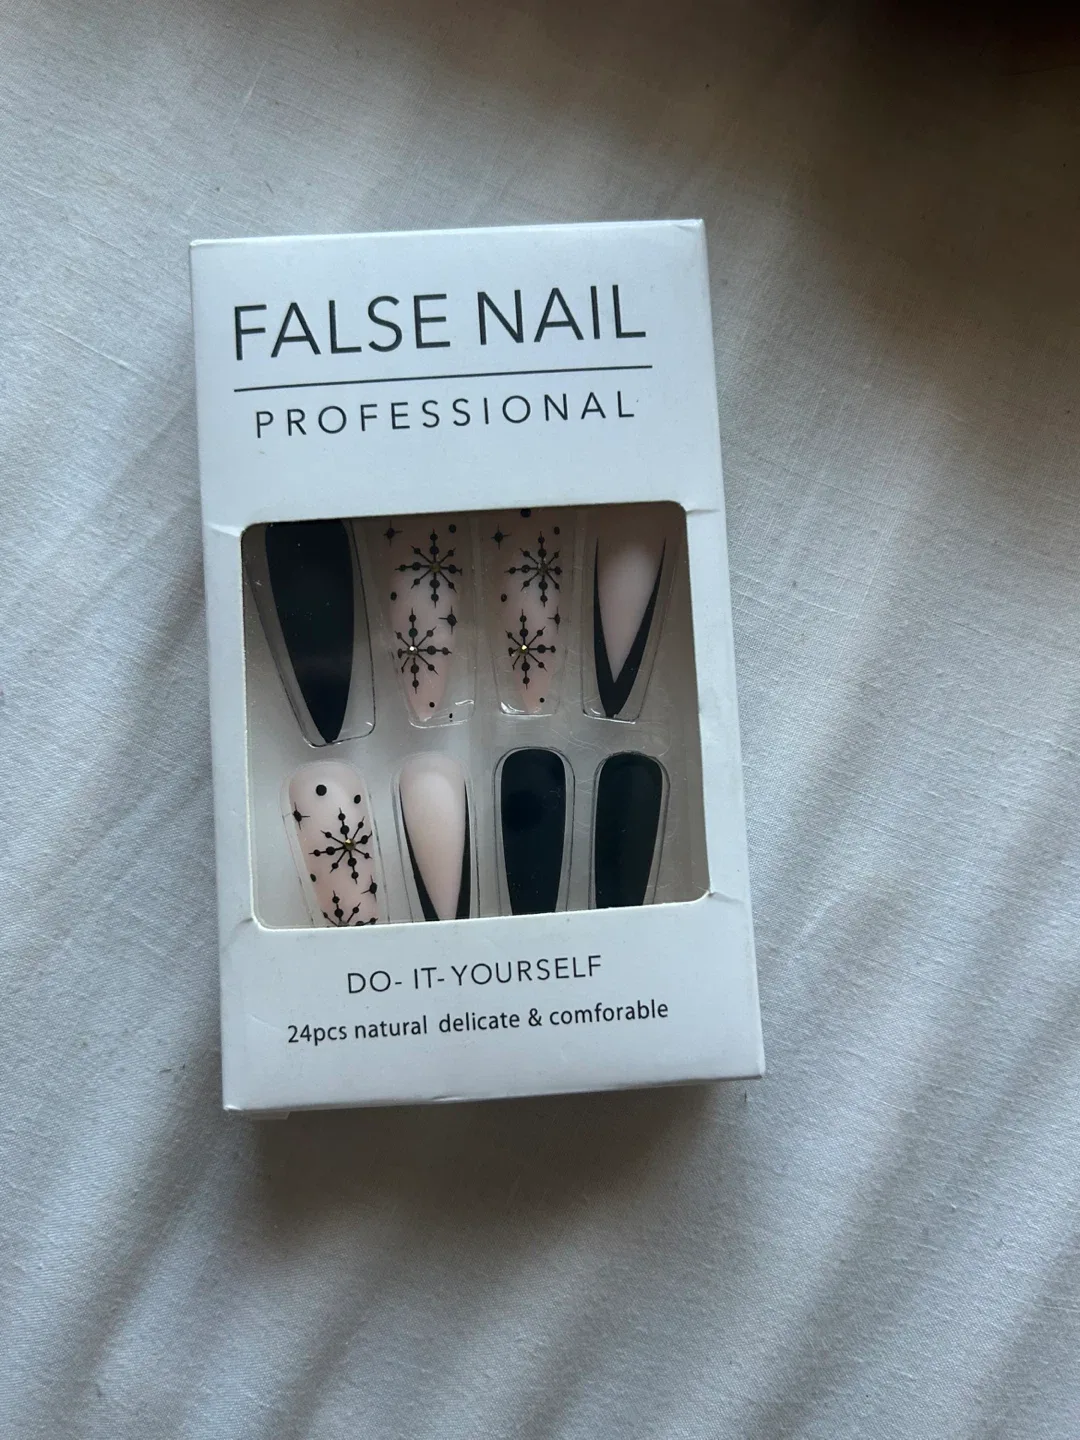 FALSE NAIL
PROFESSIONAL
DO- IT-YOURSELF
24pcs natural delicate & comforable